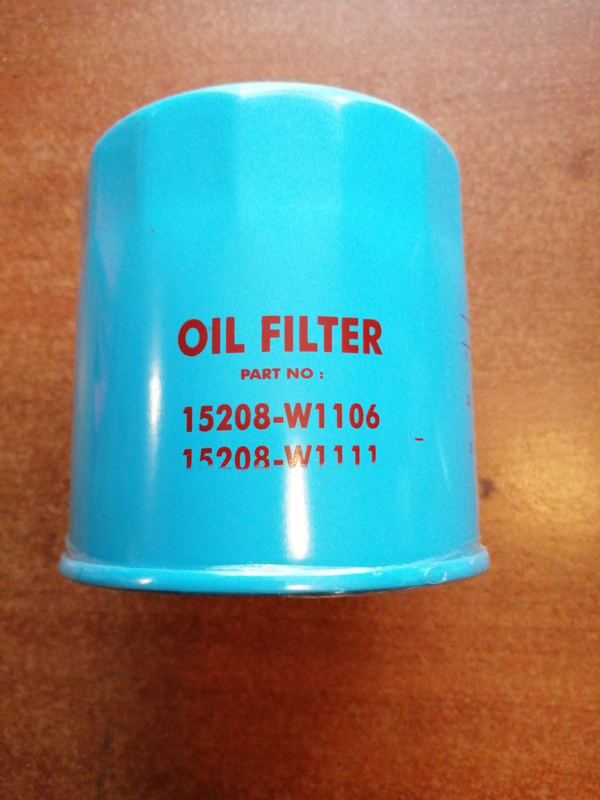 OIL FILTER
PART NO :
15208-W1106
15208-W1111